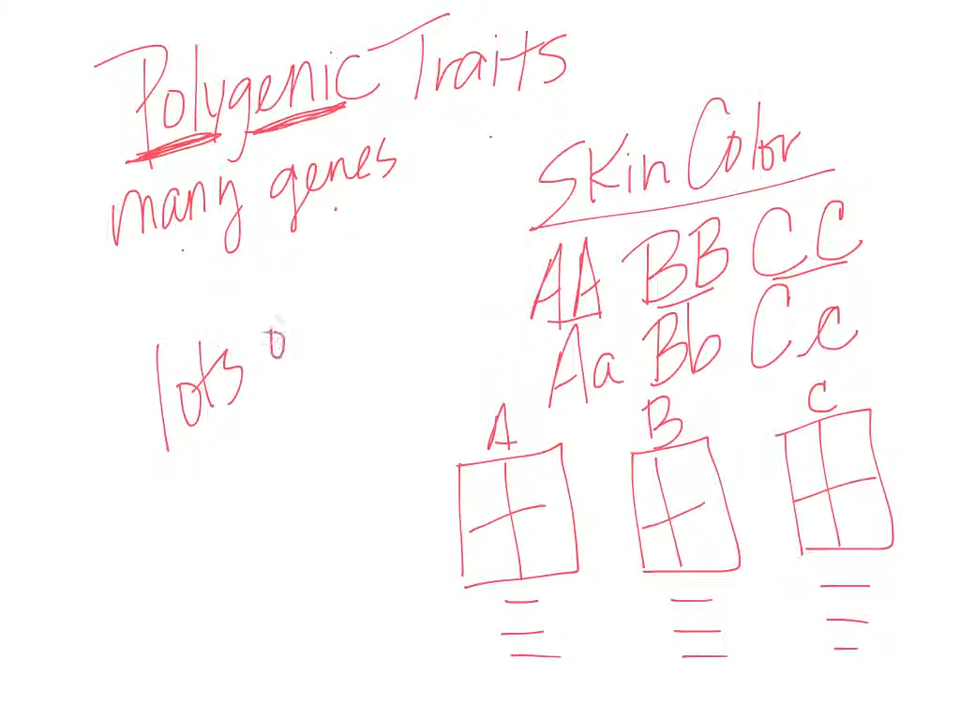 Polygenic Traits
many genes
Skin Color
AA BB CC
Aa Bb Cc
A B C
lots o